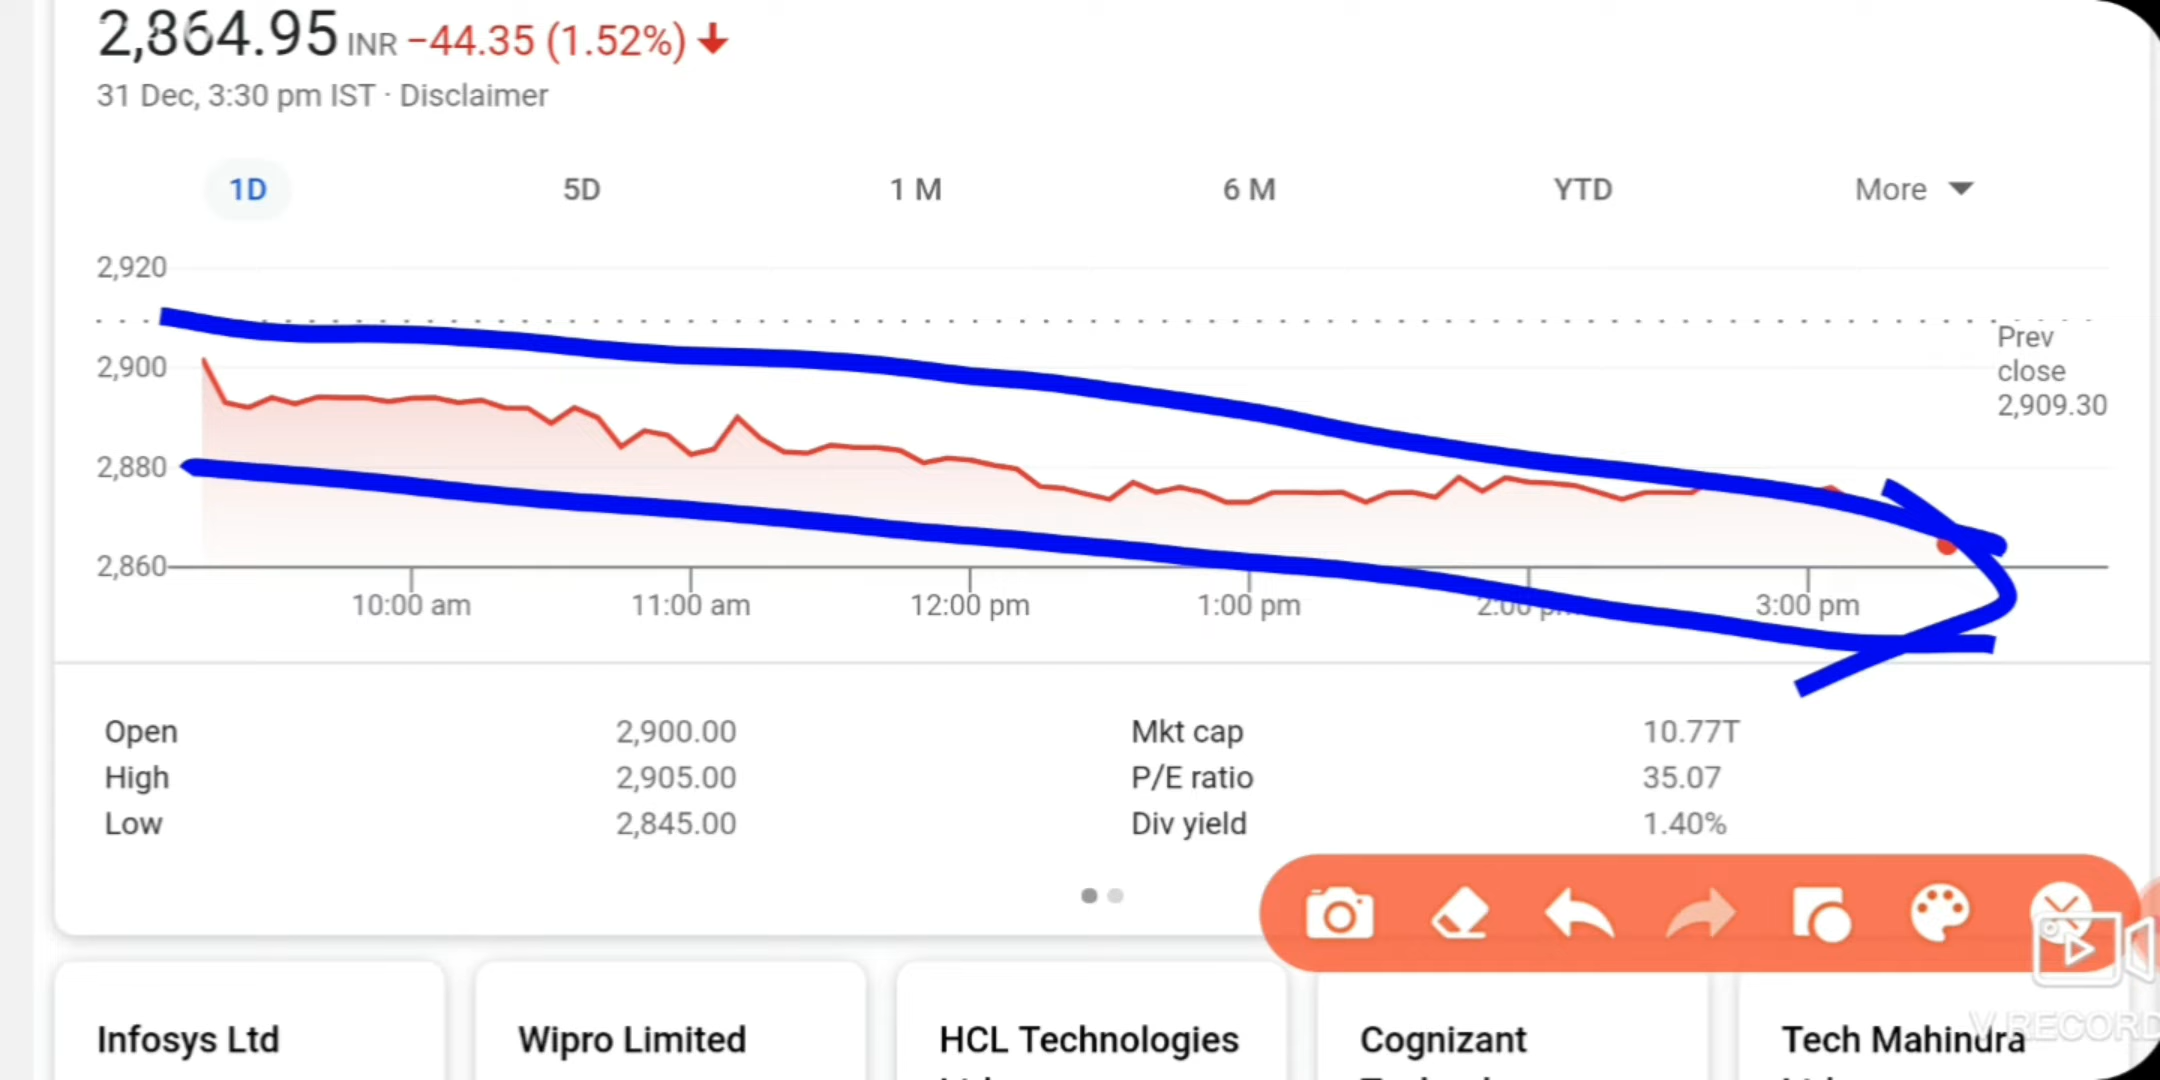 2,864.95 INR −44.35 (1.52%)
31 Dec, 3:30 pm IST · Disclaimer
1D 5D 1 M 6 M YTD More
2,920
2,900
2,880
2,860
Prev
close
2,909.30
10:00 am 11:00 am 12:00 pm 1:00 pm 2:00 pm 3:00 pm
Open 2,900.00 Mkt cap 10.77T
High 2,905.00 P/E ratio 35.07
Low 2,845.00 Div yield 1.40%
Infosys Ltd Wipro Limited HCL Technologies Cognizant Tech Mahindra
V RECORD